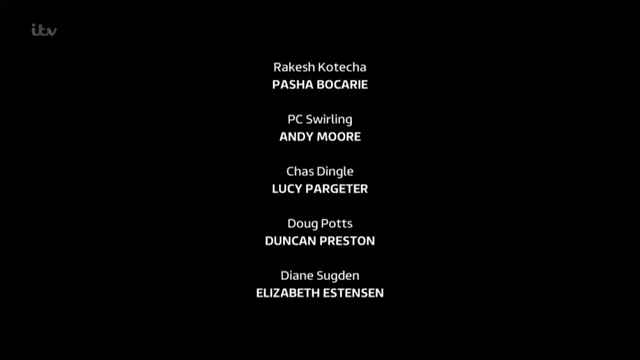 itv
Rakesh Kotecha
PASHA BOCARIE
PC Swirling
ANDY MOORE
Chas Dingle
LUCY PARGETER
Doug Potts
DUNCAN PRESTON
Diane Sugden
ELIZABETH ESTENSEN